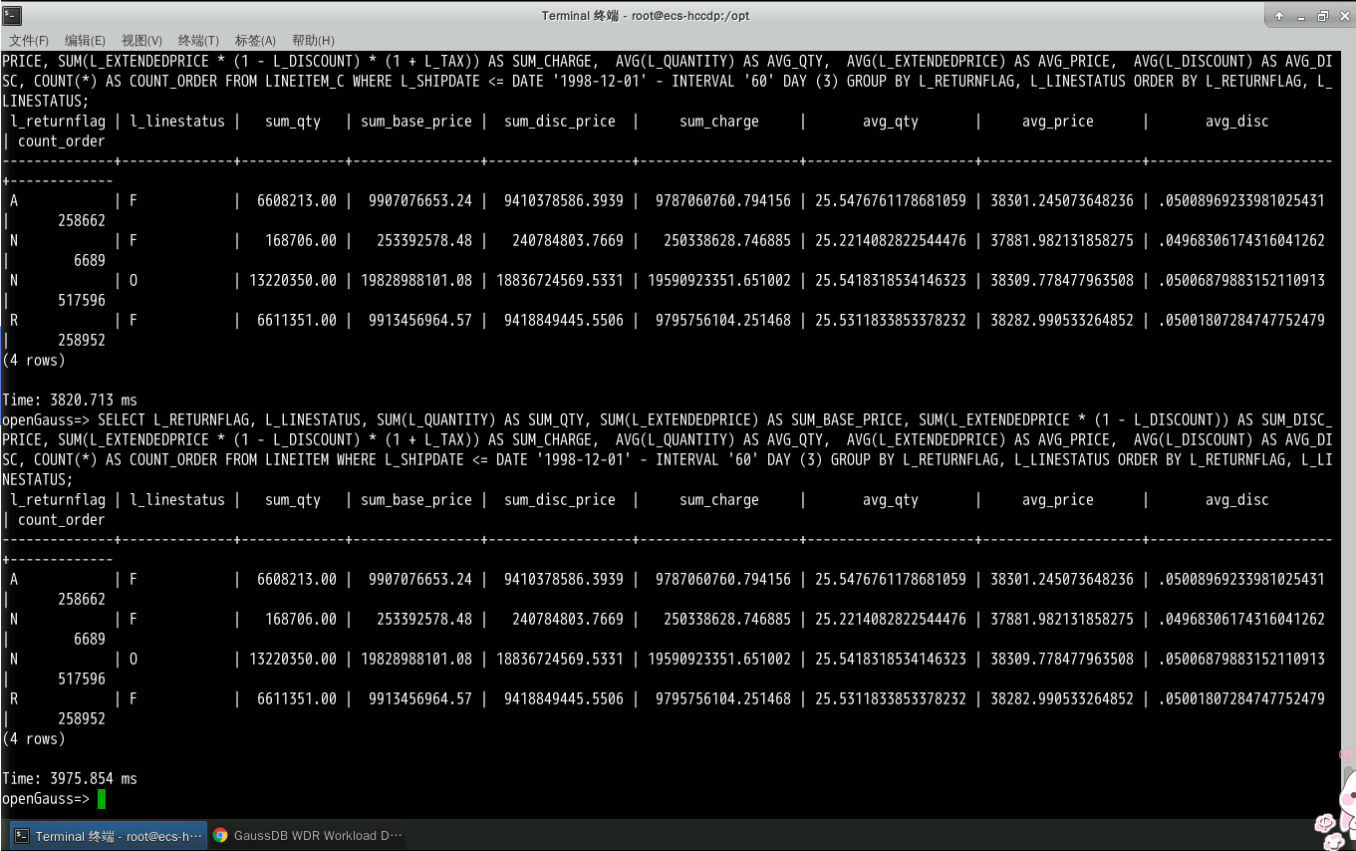 Terminal 终端 - root@ecs-hccdp:/opt
文件(F) 编辑(E) 视图(V) 终端(T) 标签(A) 帮助(H)
PRICE, SUM(L_EXTENDEDPRICE * (1 - L_DISCOUNT) * (1 + L_TAX)) AS SUM_CHARGE,  AVG(L_QUANTITY) AS AVG_QTY,  AVG(L_EXTENDEDPRICE) AS AVG_PRICE,  AVG(L_DISCOUNT) AS AVG_DI
SC, COUNT(*) AS COUNT_ORDER FROM LINEITEM_C WHERE L_SHIPDATE <= DATE '1998-12-01' - INTERVAL '60' DAY (3) GROUP BY L_RETURNFLAG, L_LINESTATUS ORDER BY L_RETURNFLAG, L_
LINESTATUS;
l_returnflag | l_linestatus | sum_qty | sum_base_price | sum_disc_price | sum_charge | avg_qty | avg_price | avg_disc
| count_order
--------------+--------------+-------------+----------------+------------------+--------------------+---------------------+--------------------+-----------------------
+-------------
A | F | 6608213.00 | 9907076653.24 | 9410378586.3939 | 9787060760.794156 | 25.5476761178681059 | 38301.245073648236 | .05008969233981025431
| 258662
N | F | 168706.00 | 253392578.48 | 240784803.7669 | 250338628.746885 | 25.2214082822544476 | 37881.982131858275 | .04968306174316041262
| 6689
N | O | 13220350.00 | 19828988101.08 | 18836724569.5331 | 19590923351.651002 | 25.5418318534146323 | 38309.778477963508 | .05006879883152110913
| 517596
R | F | 6611351.00 | 9913456964.57 | 9418849445.5506 | 9795756104.251468 | 25.5311833853378232 | 38282.990533264852 | .05001807284747752479
| 258952
(4 rows)
Time: 3820.713 ms
openGauss=> SELECT L_RETURNFLAG, L_LINESTATUS, SUM(L_QUANTITY) AS SUM_QTY, SUM(L_EXTENDEDPRICE) AS SUM_BASE_PRICE, SUM(L_EXTENDEDPRICE * (1 - L_DISCOUNT)) AS SUM_DISC_
PRICE, SUM(L_EXTENDEDPRICE * (1 - L_DISCOUNT) * (1 + L_TAX)) AS SUM_CHARGE,  AVG(L_QUANTITY) AS AVG_QTY,  AVG(L_EXTENDEDPRICE) AS AVG_PRICE,  AVG(L_DISCOUNT) AS AVG_DI
SC, COUNT(*) AS COUNT_ORDER FROM LINEITEM WHERE L_SHIPDATE <= DATE '1998-12-01' - INTERVAL '60' DAY (3) GROUP BY L_RETURNFLAG, L_LINESTATUS ORDER BY L_RETURNFLAG, L_LI
NESTATUS;
l_returnflag | l_linestatus | sum_qty | sum_base_price | sum_disc_price | sum_charge | avg_qty | avg_price | avg_disc
| count_order
--------------+--------------+-------------+----------------+------------------+--------------------+---------------------+--------------------+-----------------------
+-------------
A | F | 6608213.00 | 9907076653.24 | 9410378586.3939 | 9787060760.794156 | 25.5476761178681059 | 38301.245073648236 | .05008969233981025431
| 258662
N | F | 168706.00 | 253392578.48 | 240784803.7669 | 250338628.746885 | 25.2214082822544476 | 37881.982131858275 | .04968306174316041262
| 6689
N | O | 13220350.00 | 19828988101.08 | 18836724569.5331 | 19590923351.651002 | 25.5418318534146323 | 38309.778477963508 | .05006879883152110913
| 517596
R | F | 6611351.00 | 9913456964.57 | 9418849445.5506 | 9795756104.251468 | 25.5311833853378232 | 38282.990533264852 | .05001807284747752479
| 258952
(4 rows)
Time: 3975.854 ms
openGauss=>
Terminal 终端 - root@ecs-h··· GaussDB WDR Workload D···